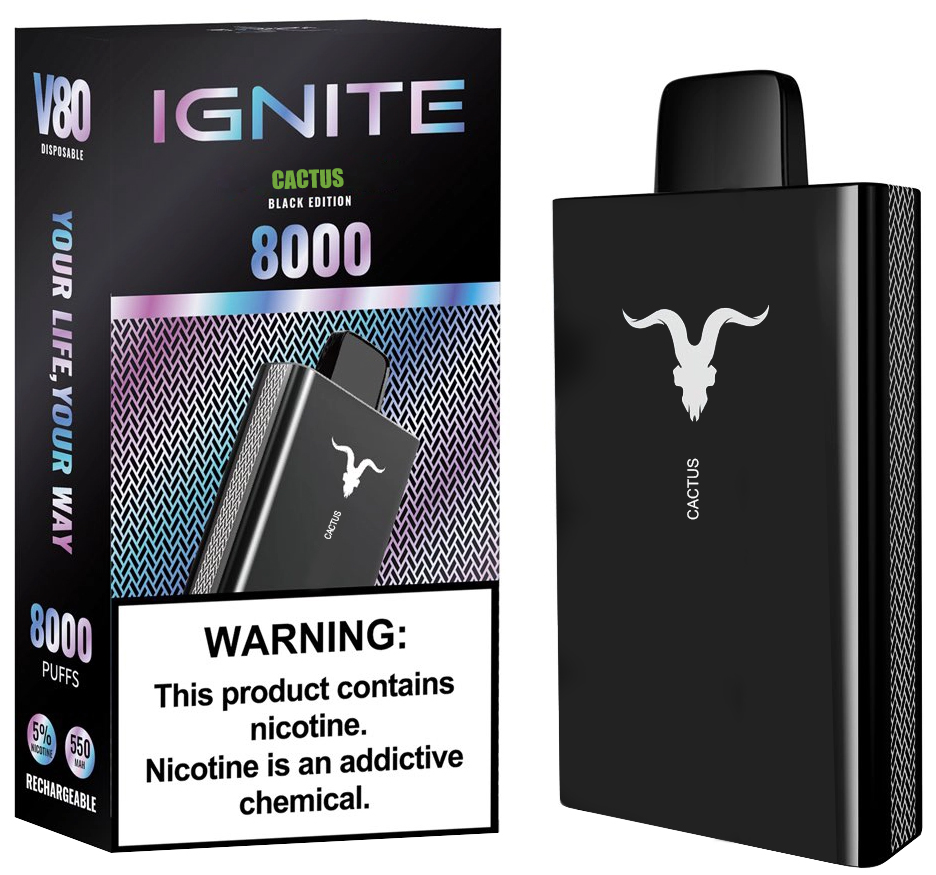 V80
DISPOSABLE
YOUR LIFE, YOUR WAY
8000
PUFFS
5%
NICOTINE
550
MAH
RECHARGEABLE
IGNITE
CACTUS
BLACK EDITION
8000
CACTUS
WARNING:
This product contains
nicotine.
Nicotine is an addictive
chemical.
CACTUS